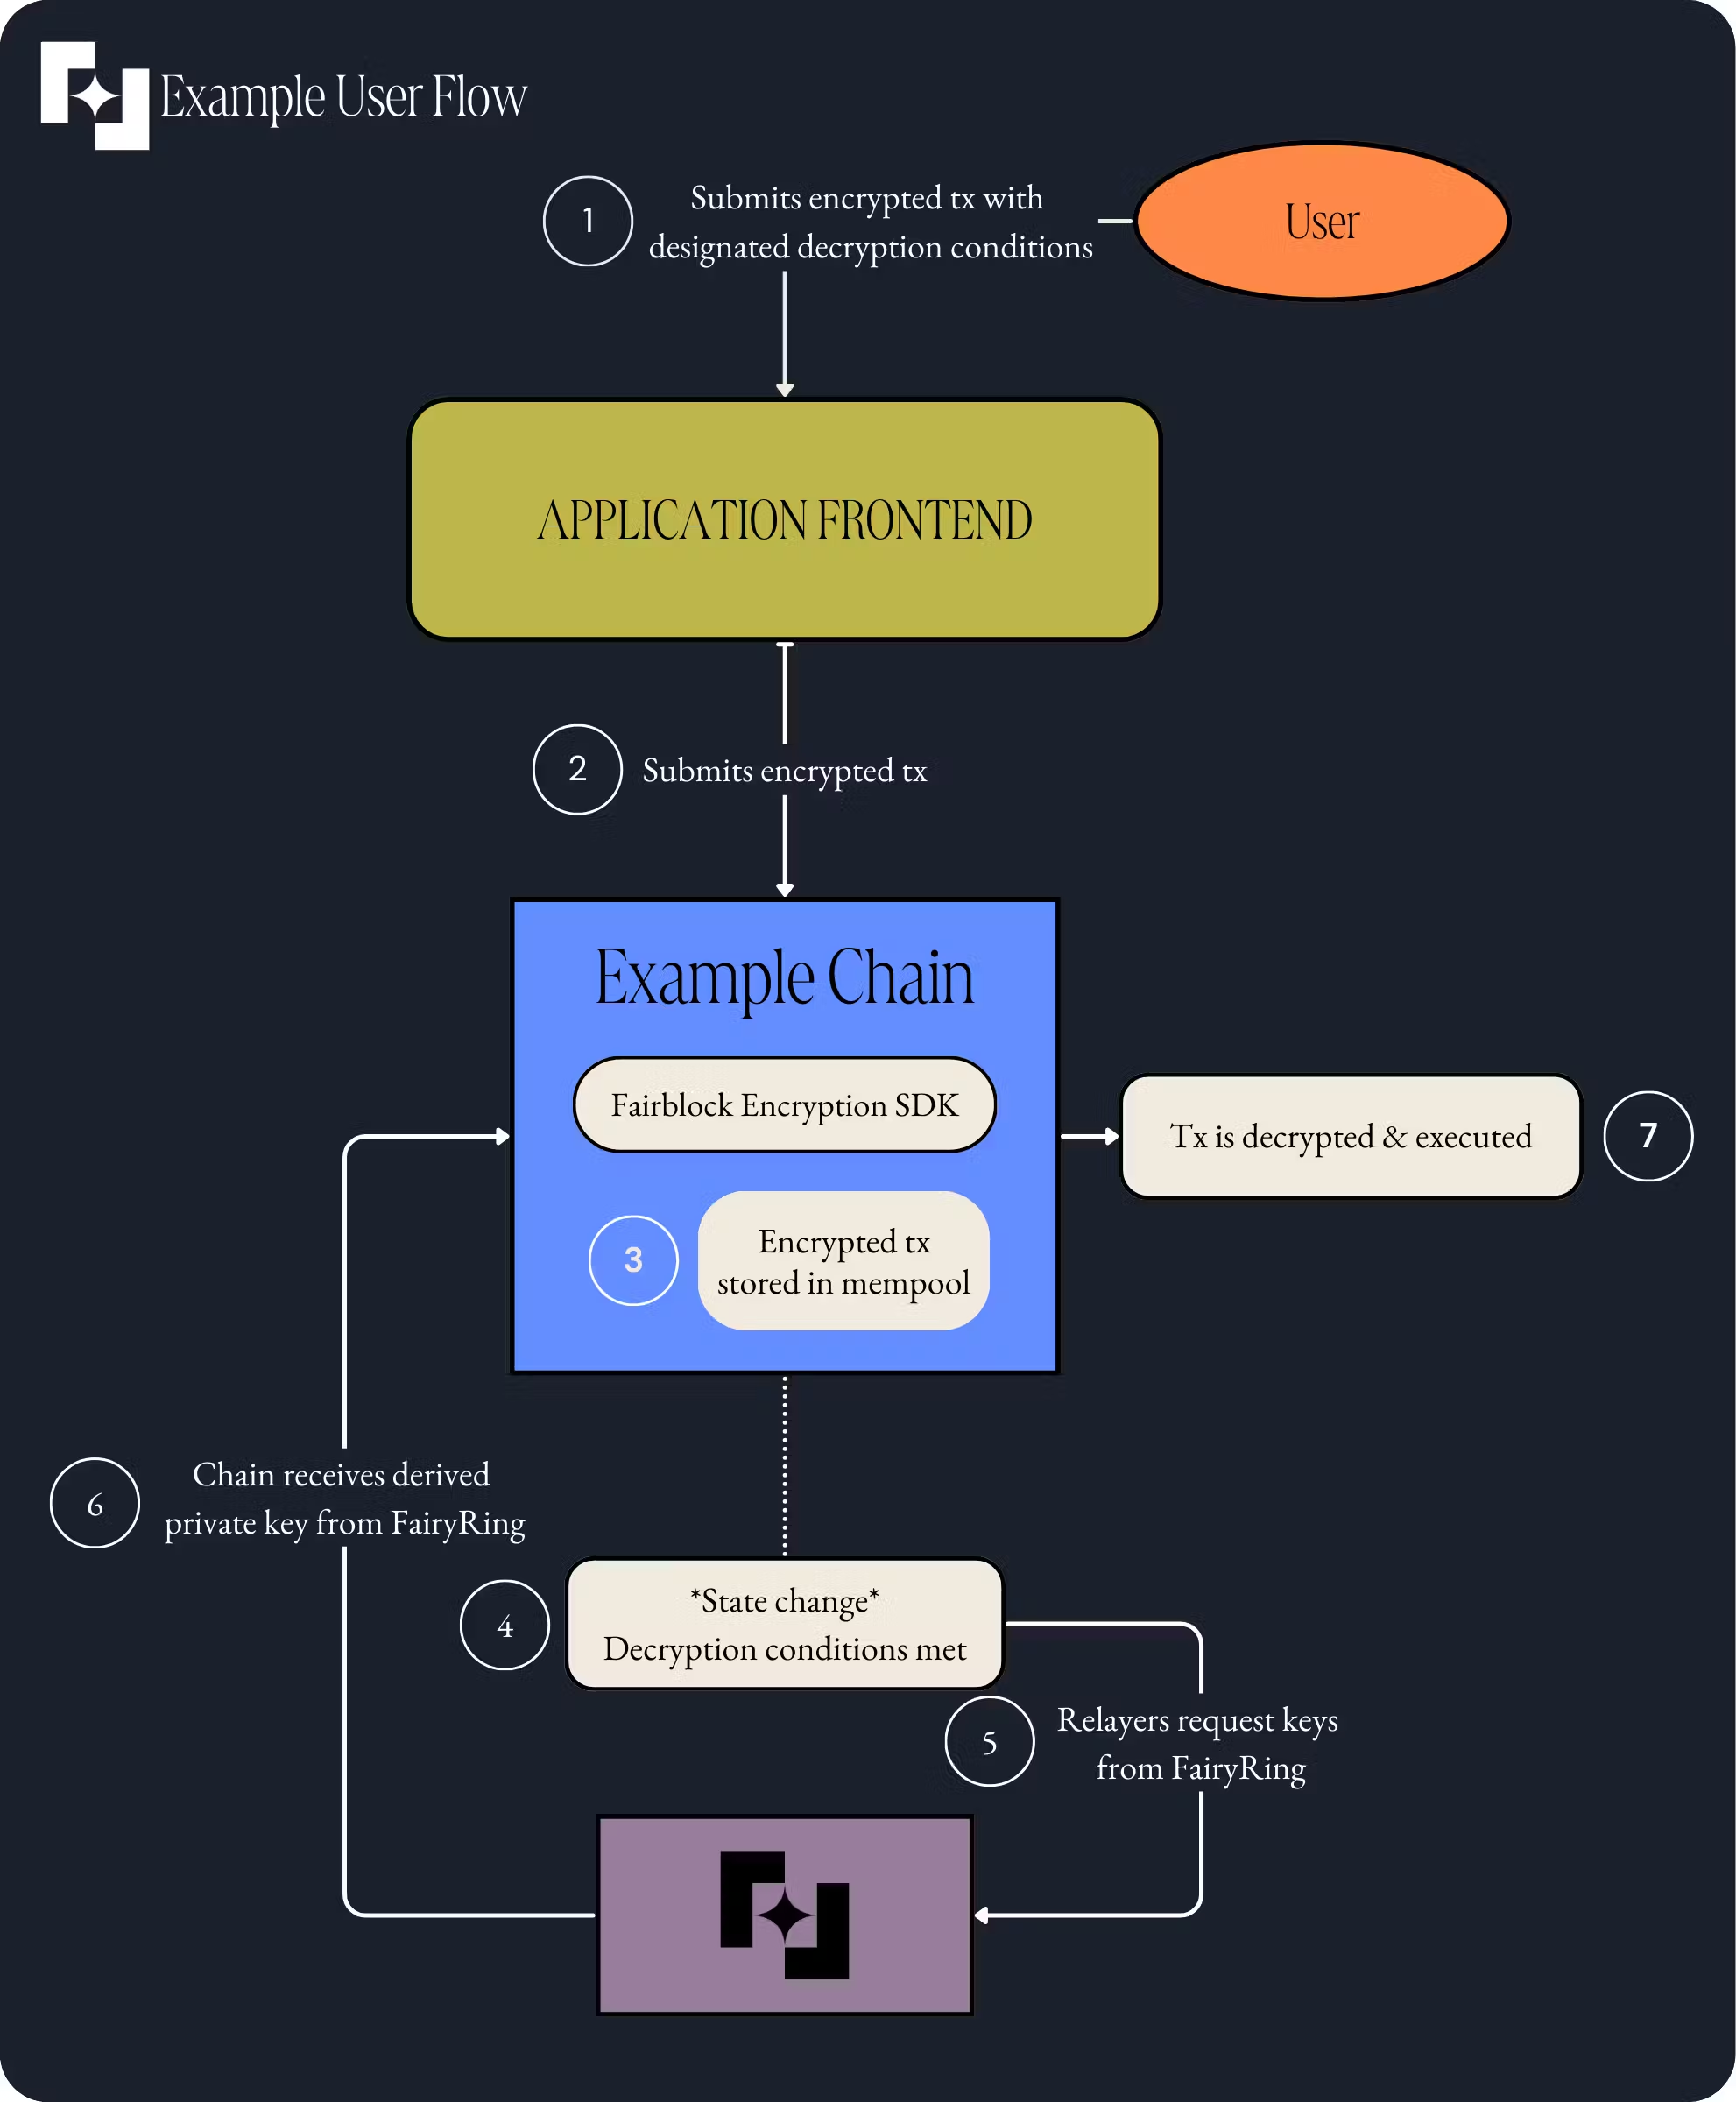 Example User Flow
1
Submits encrypted tx with
designated decryption conditions
User
APPLICATION FRONTEND
2
Submits encrypted tx
Example Chain
Fairblock Encryption SDK
Tx is decrypted & executed
7
3
Encrypted tx
stored in mempool
6
Chain receives derived
private key from FairyRing
4
*State change*
Decryption conditions met
5
Relayers request keys
from FairyRing